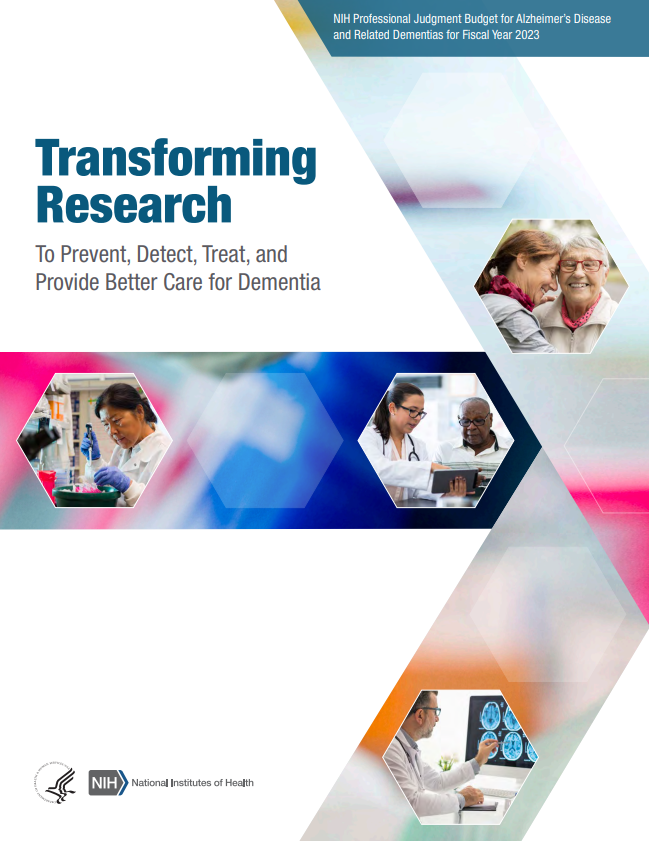 NIH Professional Judgment Budget for Alzheimer's Disease
and Related Dementias for Fiscal Year 2023
Transforming
Research
To Prevent, Detect, Treat, and
Provide Better Care for Dementia
NIH National Institutes of Health